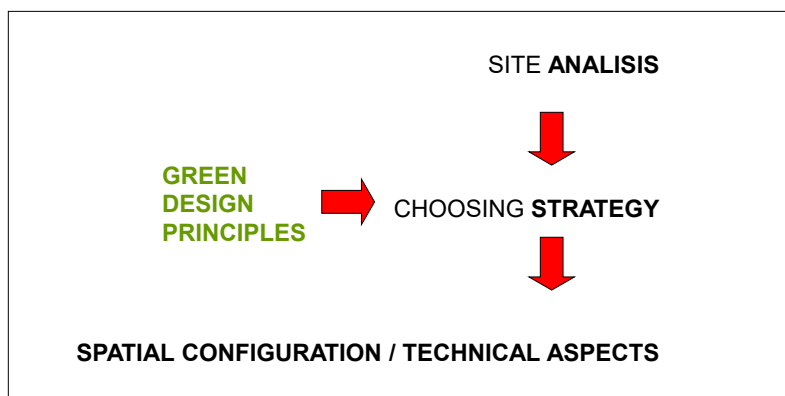 SITE ANALISIS
GREEN
DESIGN
PRINCIPLES
CHOOSING STRATEGY
SPATIAL CONFIGURATION / TECHNICAL ASPECTS